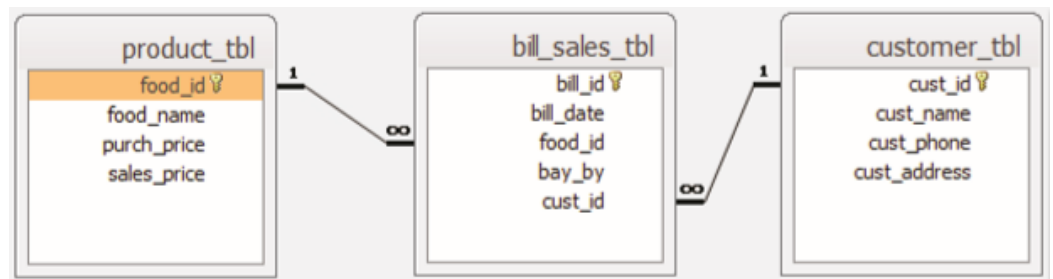 product_tbl
food_id
food_name
purch_price
sales_price
1
∞
bill_sales_tbl
bill_id
bill_date
food_id
bay_by
cust_id
1
∞
customer_tbl
cust_id
cust_name
cust_phone
cust_address